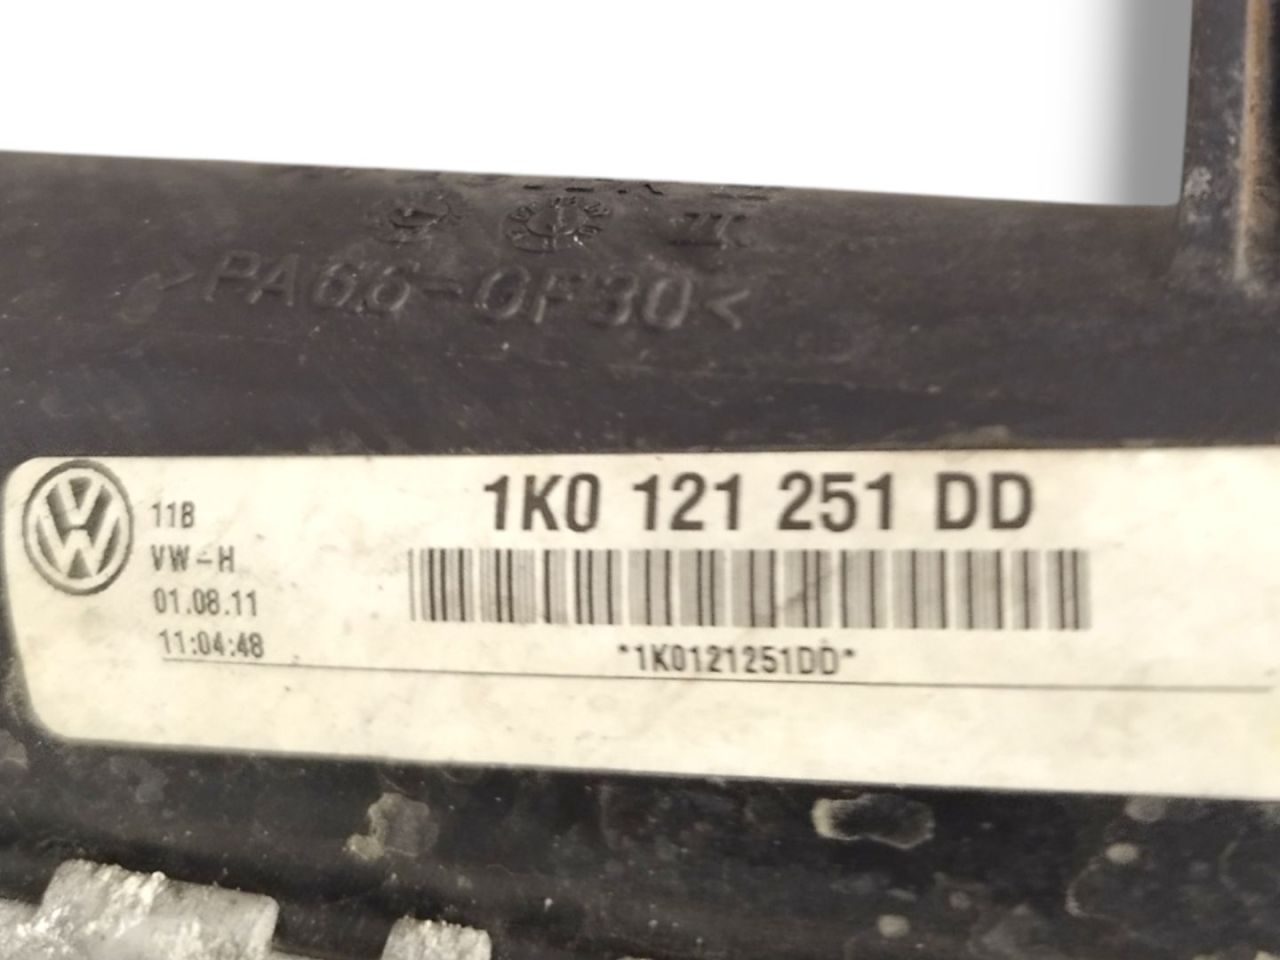 >PA66-GF30<
1K0 121 251 DD
11B
VW-H
01.08.11
11:04:48
*1K0121251DD*